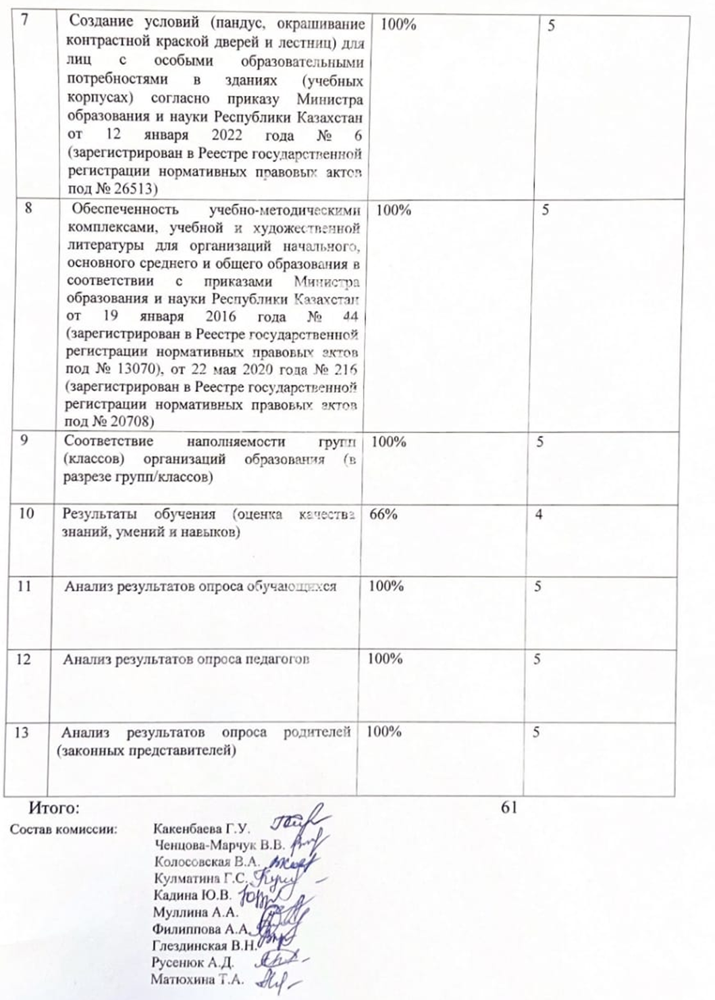 7 Создание условий (пандус, окрашивание 100% 5
контрастной краской дверей и лестниц) для
лиц с особыми образовательными
потребностями в зданиях (учебных
корпусах) согласно приказу Министра
образования и науки Республики Казахстан
от 12 января 2022 года № 6
(зарегистрирован в Реестре государственной
регистрации нормативных правовых актов
под № 26513)
8 Обеспеченность учебно-методическими 100% 5
комплексами, учебной и художественной
литературы для организаций начального,
основного среднего и общего образования в
соответствии с приказами Министра
образования и науки Республики Казахстан
от 19 января 2016 года № 44
(зарегистрирован в Реестре государственной
регистрации нормативных правовых актов
под № 13070), от 22 мая 2020 года № 216
(зарегистрирован в Реестре государственной
регистрации нормативных правовых актов
под № 20708)
9 Соответствие наполняемости групп 100% 5
(классов) организаций образования (в
разрезе групп/классов)
10 Результаты обучения (оценка качества 66% 4
знаний, умений и навыков)
11 Анализ результатов опроса обучающихся 100% 5
12 Анализ результатов опроса педагогов 100% 5
13 Анализ результатов опроса родителей 100% 5
(законных представителей)
Итого: 61
Состав комиссии: Какенбаева Г.У.
Ченцова-Марчук В.В.
Колосовская В.А.
Кулматина Г.С.
Кадина Ю.В.
Муллина А.А.
Филиппова А.А.
Глездинская В.Н.
Русенюк А.Д.
Матюхина Т.А.